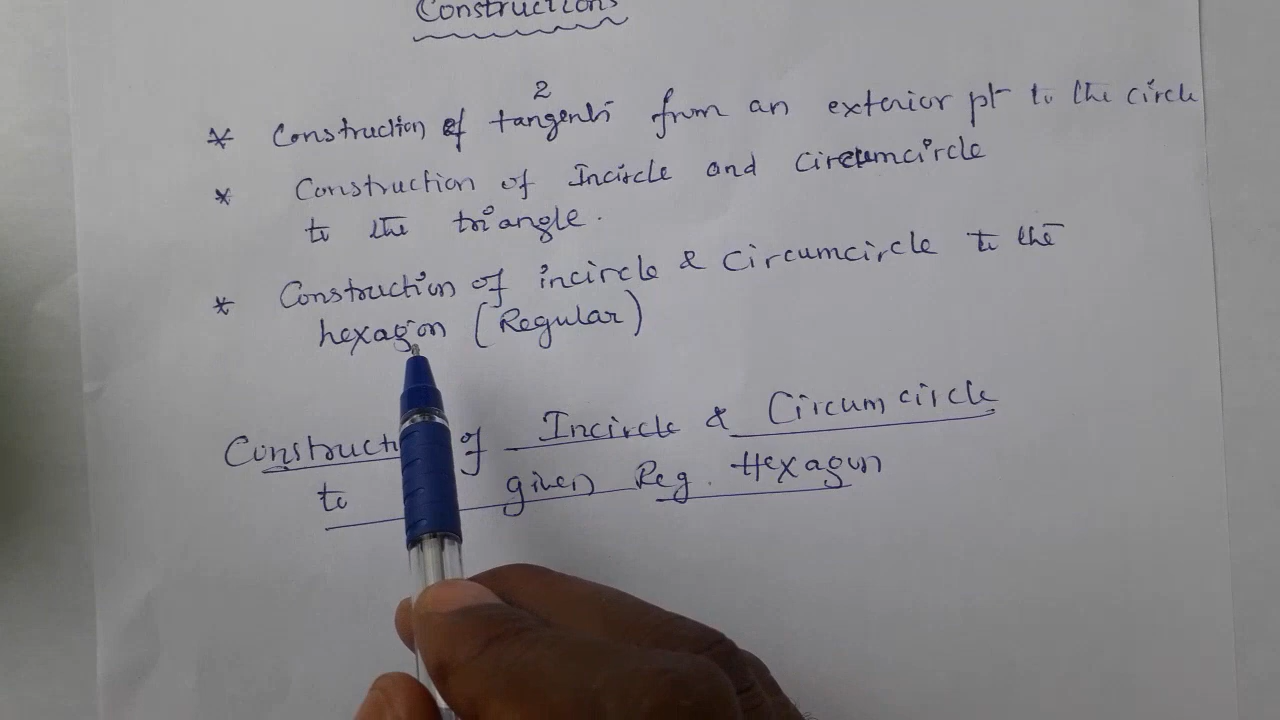 Constructions
2
* Construction of tangents from an exterior pt to the circle
* Construction of Incircle and Circumcircle
to the triangle.
* Construction of incircle & Circumcircle to the
hexagon (Regular)
Construct of Incircle & Circumcircle
to given Reg. Hexagon